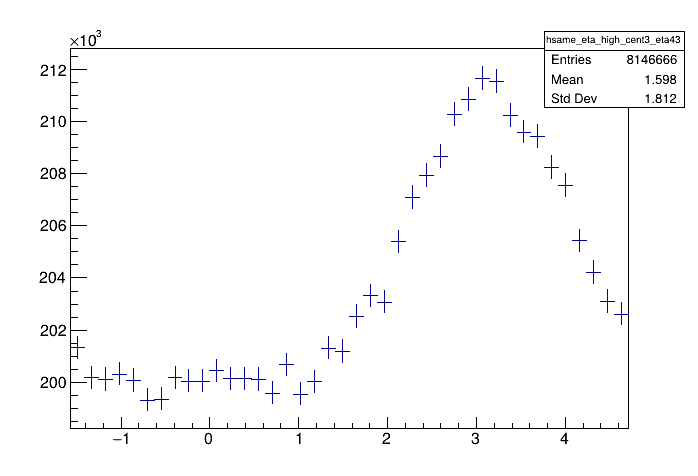 ×10³
hsame_eta_high_cent3_eta43
Entries 8146666
Mean 1.598
Std Dev 1.812
212
210
208
206
204
202
200
−1 0 1 2 3 4